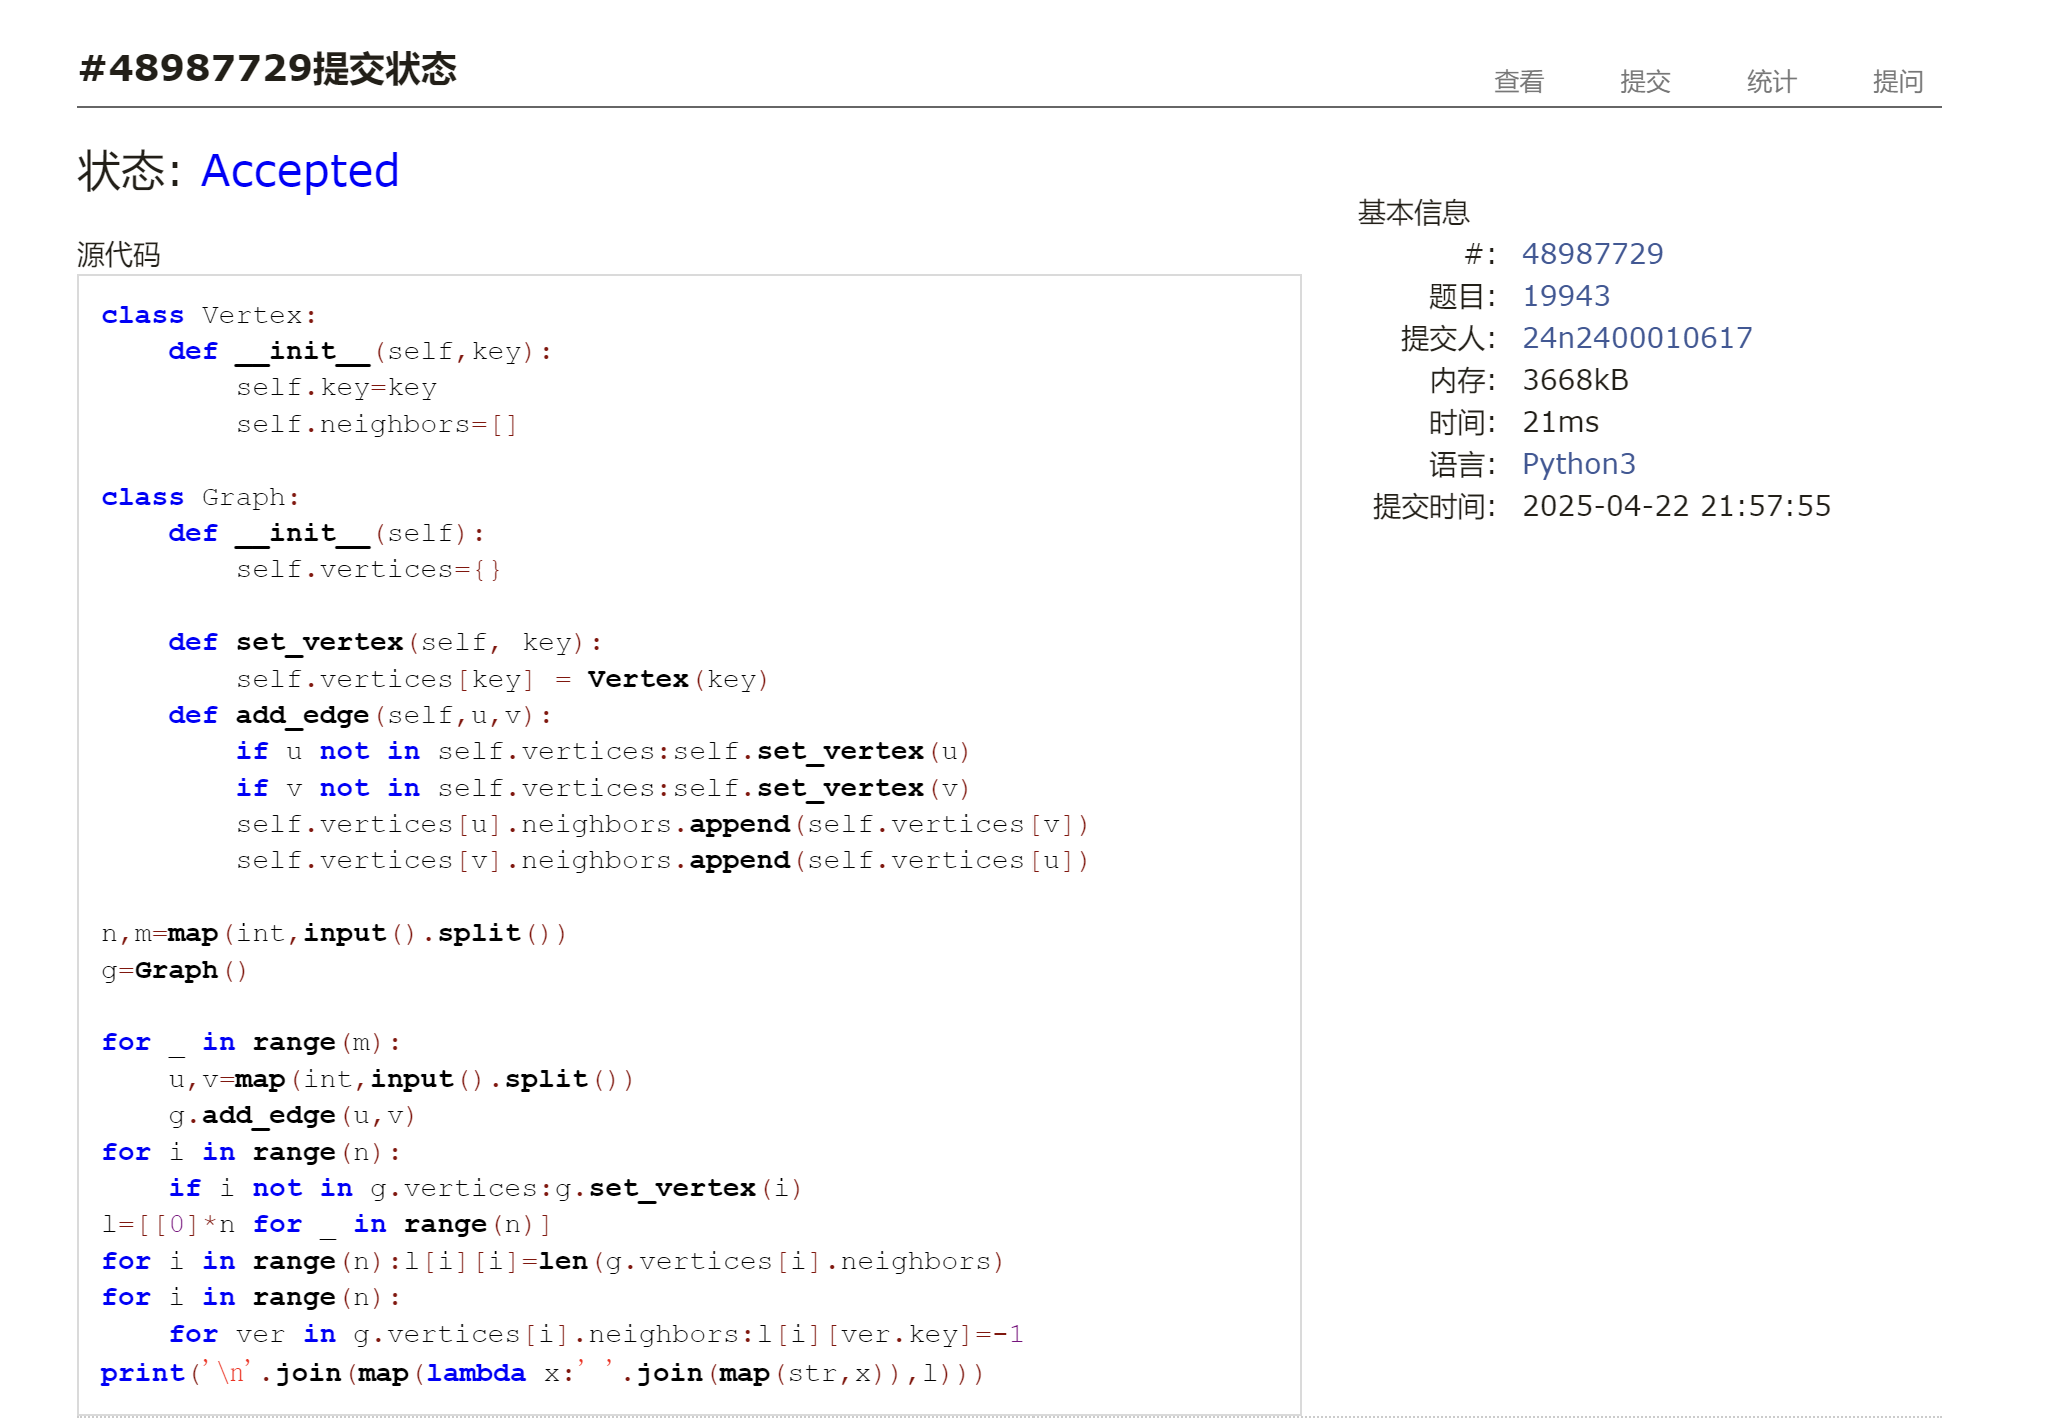 #48987729提交状态
查看 提交 统计 提问
状态: Accepted
源代码
class Vertex:
    def __init__(self,key):
        self.key=key
        self.neighbors=[]

class Graph:
    def __init__(self):
        self.vertices={}

    def set_vertex(self, key):
        self.vertices[key] = Vertex(key)
    def add_edge(self,u,v):
        if u not in self.vertices:self.set_vertex(u)
        if v not in self.vertices:self.set_vertex(v)
        self.vertices[u].neighbors.append(self.vertices[v])
        self.vertices[v].neighbors.append(self.vertices[u])

n,m=map(int,input().split())
g=Graph()

for _ in range(m):
    u,v=map(int,input().split())
    g.add_edge(u,v)
for i in range(n):
    if i not in g.vertices:g.set_vertex(i)
l=[[0]*n for _ in range(n)]
for i in range(n):l[i][i]=len(g.vertices[i].neighbors)
for i in range(n):
    for ver in g.vertices[i].neighbors:l[i][ver.key]=-1
print('\n'.join(map(lambda x:' '.join(map(str,x)),l)))
基本信息
#: 48987729
题目: 19943
提交人: 24n2400010617
内存: 3668kB
时间: 21ms
语言: Python3
提交时间: 2025-04-22 21:57:55